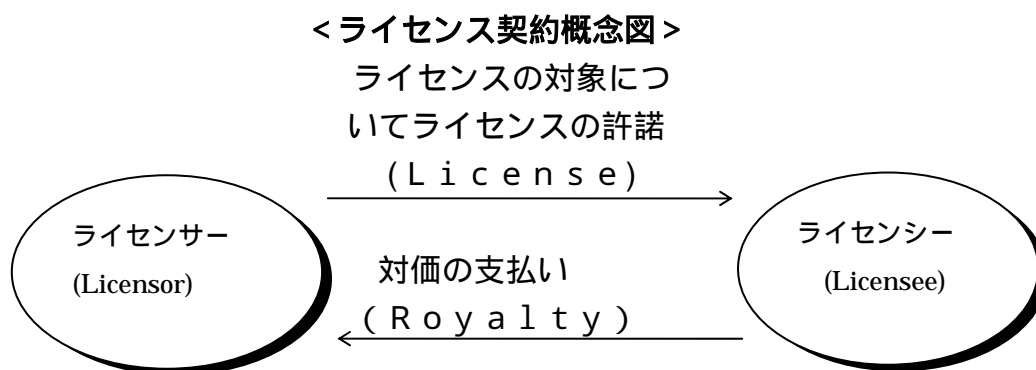 <ライセンス契約概念図>
ライセンスの対象につ
いてライセンスの許諾
(License)
ライセンサー
(Licensor)
対価の支払い
(Royalty)
ライセンシー
(Licensee)